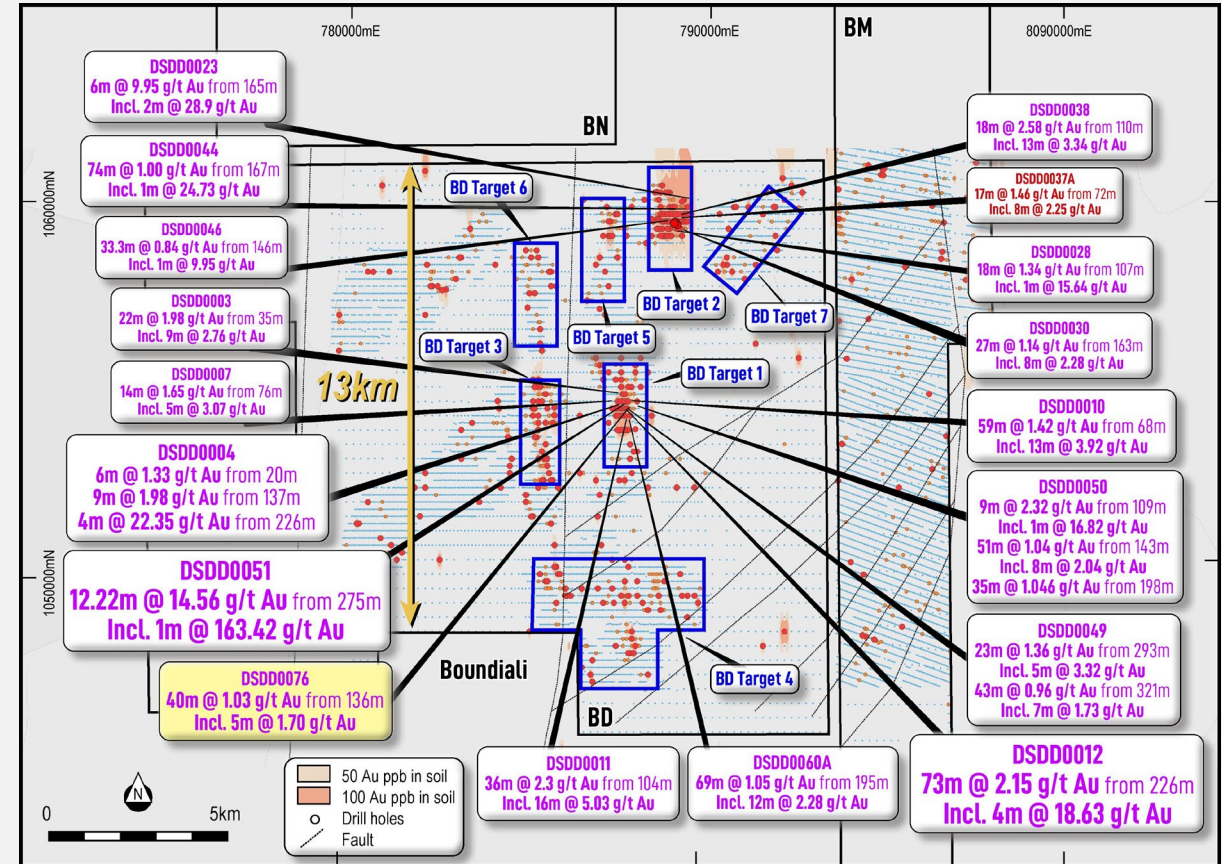 780000mE
790000mE
8090000mE
BM
BN
1060000mN
1050000mN
DSDD0023
6m @ 9.95 g/t Au from 165m
Incl. 2m @ 28.9 g/t Au
DSDD0044
74m @ 1.00 g/t Au from 167m
Incl. 1m @ 24.73 g/t Au
DSDD0046
33.3m @ 0.84 g/t Au from 146m
Incl. 1m @ 9.95 g/t Au
DSDD0003
22m @ 1.98 g/t Au from 35m
Incl. 9m @ 2.76 g/t Au
DSDD0007
14m @ 1.65 g/t Au from 76m
Incl. 5m @ 3.07 g/t Au
DSDD0004
6m @ 1.33 g/t Au from 20m
9m @ 1.98 g/t Au from 137m
4m @ 22.35 g/t Au from 226m
DSDD0051
12.22m @ 14.56 g/t Au from 275m
Incl. 1m @ 163.42 g/t Au
DSDD0076
40m @ 1.03 g/t Au from 136m
Incl. 5m @ 1.70 g/t Au
13km
BD Target 6
BD Target 5
BD Target 2
BD Target 7
BD Target 3
BD Target 1
BD Target 4
Boundiali
BD
DSDD0038
18m @ 2.58 g/t Au from 110m
Incl. 13m @ 3.34 g/t Au
DSDD0037A
17m @ 1.46 g/t Au from 72m
Incl. 8m @ 2.25 g/t Au
DSDD0028
18m @ 1.34 g/t Au from 107m
Incl. 1m @ 15.64 g/t Au
DSDD0030
27m @ 1.14 g/t Au from 163m
Incl. 8m @ 2.28 g/t Au
DSDD0010
59m @ 1.42 g/t Au from 68m
Incl. 13m @ 3.92 g/t Au
DSDD0050
9m @ 2.32 g/t Au from 109m
Incl. 1m @ 16.82 g/t Au
51m @ 1.04 g/t Au from 143m
Incl. 8m @ 2.04 g/t Au
35m @ 1.046 g/t Au from 198m
DSDD0049
23m @ 1.36 g/t Au from 293m
Incl. 5m @ 3.32 g/t Au
43m @ 0.96 g/t Au from 321m
Incl. 7m @ 1.73 g/t Au
DSDD0012
73m @ 2.15 g/t Au from 226m
Incl. 4m @ 18.63 g/t Au
DSDD0011
36m @ 2.3 g/t Au from 104m
Incl. 16m @ 5.03 g/t Au
DSDD0060A
69m @ 1.05 g/t Au from 195m
Incl. 12m @ 2.28 g/t Au
N
0 5km
50 Au ppb in soil
100 Au ppb in soil
Drill holes
Fault